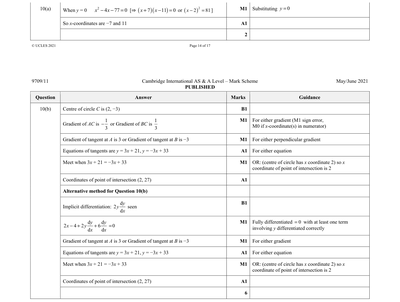 10(a)
When y = 0 x² − 4x − 77 = 0 [⇒ (x + 7)(x − 11) = 0 or (x − 2)² = 81]
M1
Substituting y = 0
So x-coordinates are −7 and 11
A1
2
© UCLES 2021
Page 16 of 17
9709/11
Cambridge International AS & A Level – Mark Scheme
PUBLISHED
May/June 2021
Question Answer Marks Guidance
10(b)
Centre of circle C is (2, −3)
B1
Gradient of AC is −1/3 or Gradient of BC is 1/3
M1
For either gradient (M1 sign error,
M0 if x-coordinate(s) in numerator)
Gradient of tangent at A is 3 or Gradient of tangent at B is −3
M1
For either perpendicular gradient
Equations of tangents are y = 3x + 21, y = −3x + 33
A1
For either equation
Meet when 3x + 21 = −3x + 33
M1
OR: (centre of circle has x coordinate 2) so x
coordinate of point of intersection is 2
Coordinates of point of intersection (2, 27)
A1
Alternative method for Question 10(b)
Implicit differentiation: 2y dy/dx seen
B1
2x − 4 + 2y dy/dx + 6 dy/dx = 0
M1
Fully differentiated = 0 with at least one term
involving y differentiated correctly
Gradient of tangent at A is 3 or Gradient of tangent at B is −3
M1
For either gradient
Equations of tangents are y = 3x + 21, y = −3x + 33
A1
For either equation
Meet when 3x + 21 = −3x + 33
M1
OR: (centre of circle has x coordinate 2) so x
coordinate of point of intersection is 2
Coordinates of point of intersection (2, 27)
A1
6